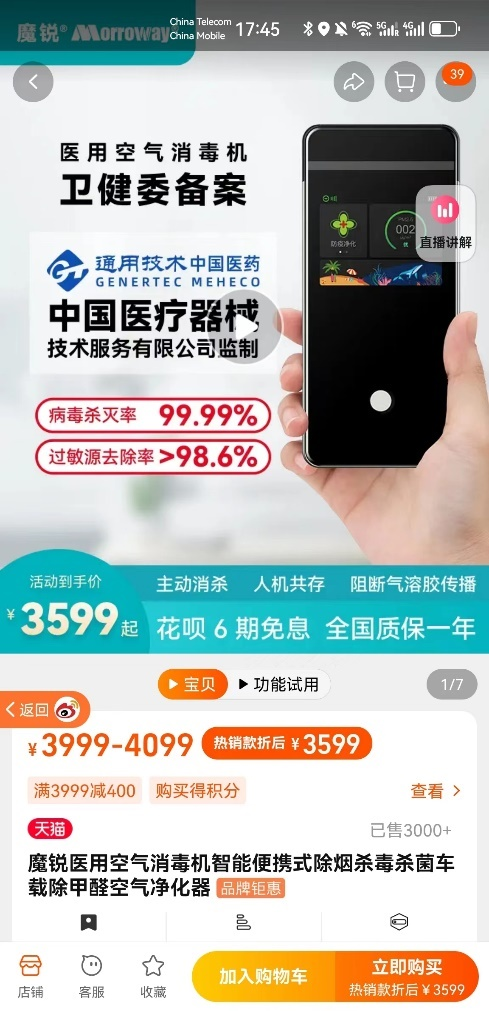 魔锐® Morroway®
China Telecom
China Mobile
17:45
5G
4G
39
医用空气消毒机
卫健委备案
直播讲解
防疫净化
002
优
GT 通用技术中国医药
GENERTEC MEHECO
中国医疗器械
技术服务有限公司监制
病毒杀灭率 99.99%
过敏源去除率>98.6%
活动到手价
¥3599起
主动消杀 人机共存 阻断气溶胶传播
花呗6期免息 全国质保一年
宝贝
功能试用
1/7
返回
¥3999-4099
热销款折后 ¥3599
满3999减400
购买得积分
查看
天猫
已售3000+
魔锐医用空气消毒机智能便携式除烟杀毒杀菌车
载除甲醛空气净化器 品牌钜惠
店铺
客服
收藏
加入购物车
立即购买
热销款折后 ¥3599